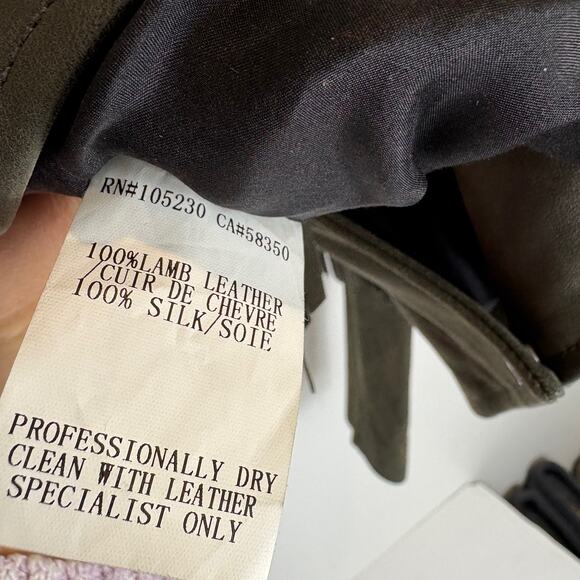 RN#105230 CA#58350
100%LAMB LEATHER
/CUIR DE CHEVRE
100% SILK/SOIE
PROFESSIONALLY DRY
CLEAN WITH LEATHER
SPECIALIST ONLY